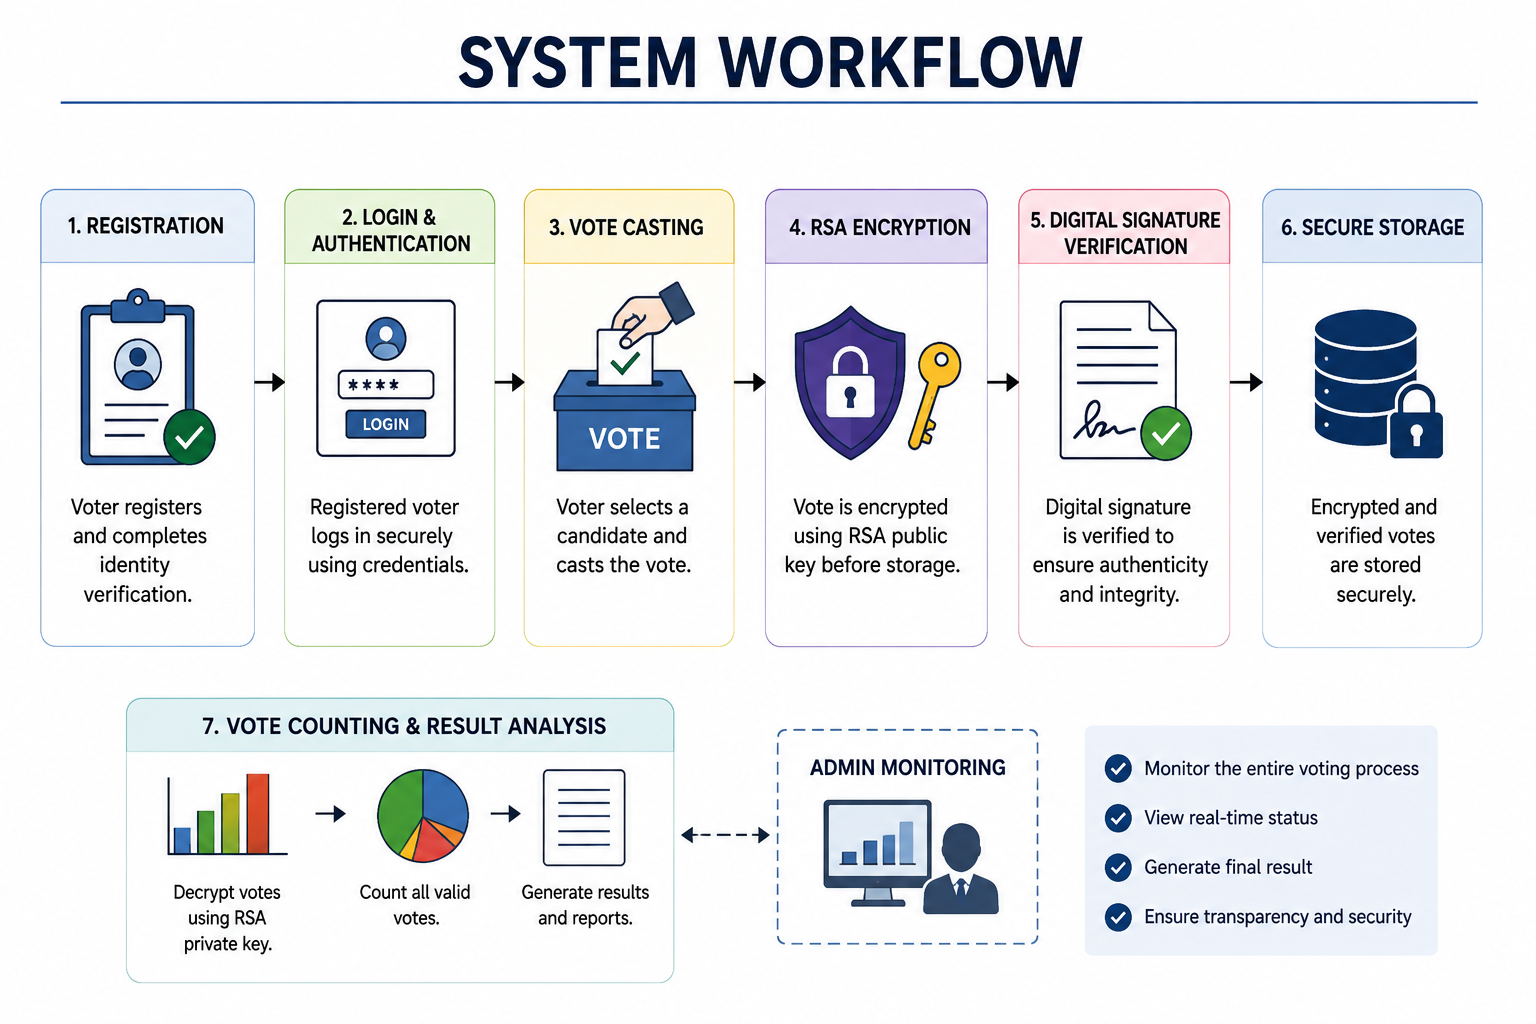 SYSTEM WORKFLOW
1. REGISTRATION
Voter registers
and completes
identity
verification.
2. LOGIN &
AUTHENTICATION
****
LOGIN
Registered voter
logs in securely
using credentials.
3. VOTE CASTING
VOTE
Voter selects a
candidate and
casts the vote.
4. RSA ENCRYPTION
Vote is encrypted
using RSA public
key before storage.
5. DIGITAL SIGNATURE
VERIFICATION
Digital signature
is verified to
ensure authenticity
and integrity.
6. SECURE STORAGE
Encrypted and
verified votes
are stored
securely.
7. VOTE COUNTING & RESULT ANALYSIS
Decrypt votes
using RSA
private key.
Count all valid
votes.
Generate results
and reports.
ADMIN MONITORING
Monitor the entire voting process
View real-time status
Generate final result
Ensure transparency and security